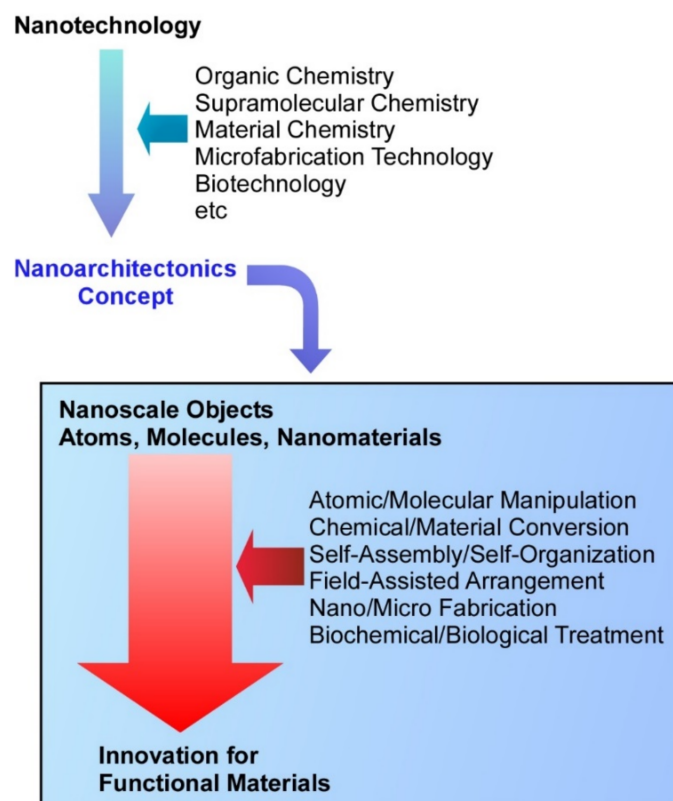 Nanotechnology
Organic Chemistry
Supramolecular Chemistry
Material Chemistry
Microfabrication Technology
Biotechnology
etc
Nanoarchitectonics
Concept
Nanoscale Objects
Atoms, Molecules, Nanomaterials
Atomic/Molecular Manipulation
Chemical/Material Conversion
Self-Assembly/Self-Organization
Field-Assisted Arrangement
Nano/Micro Fabrication
Biochemical/Biological Treatment
Innovation for
Functional Materials